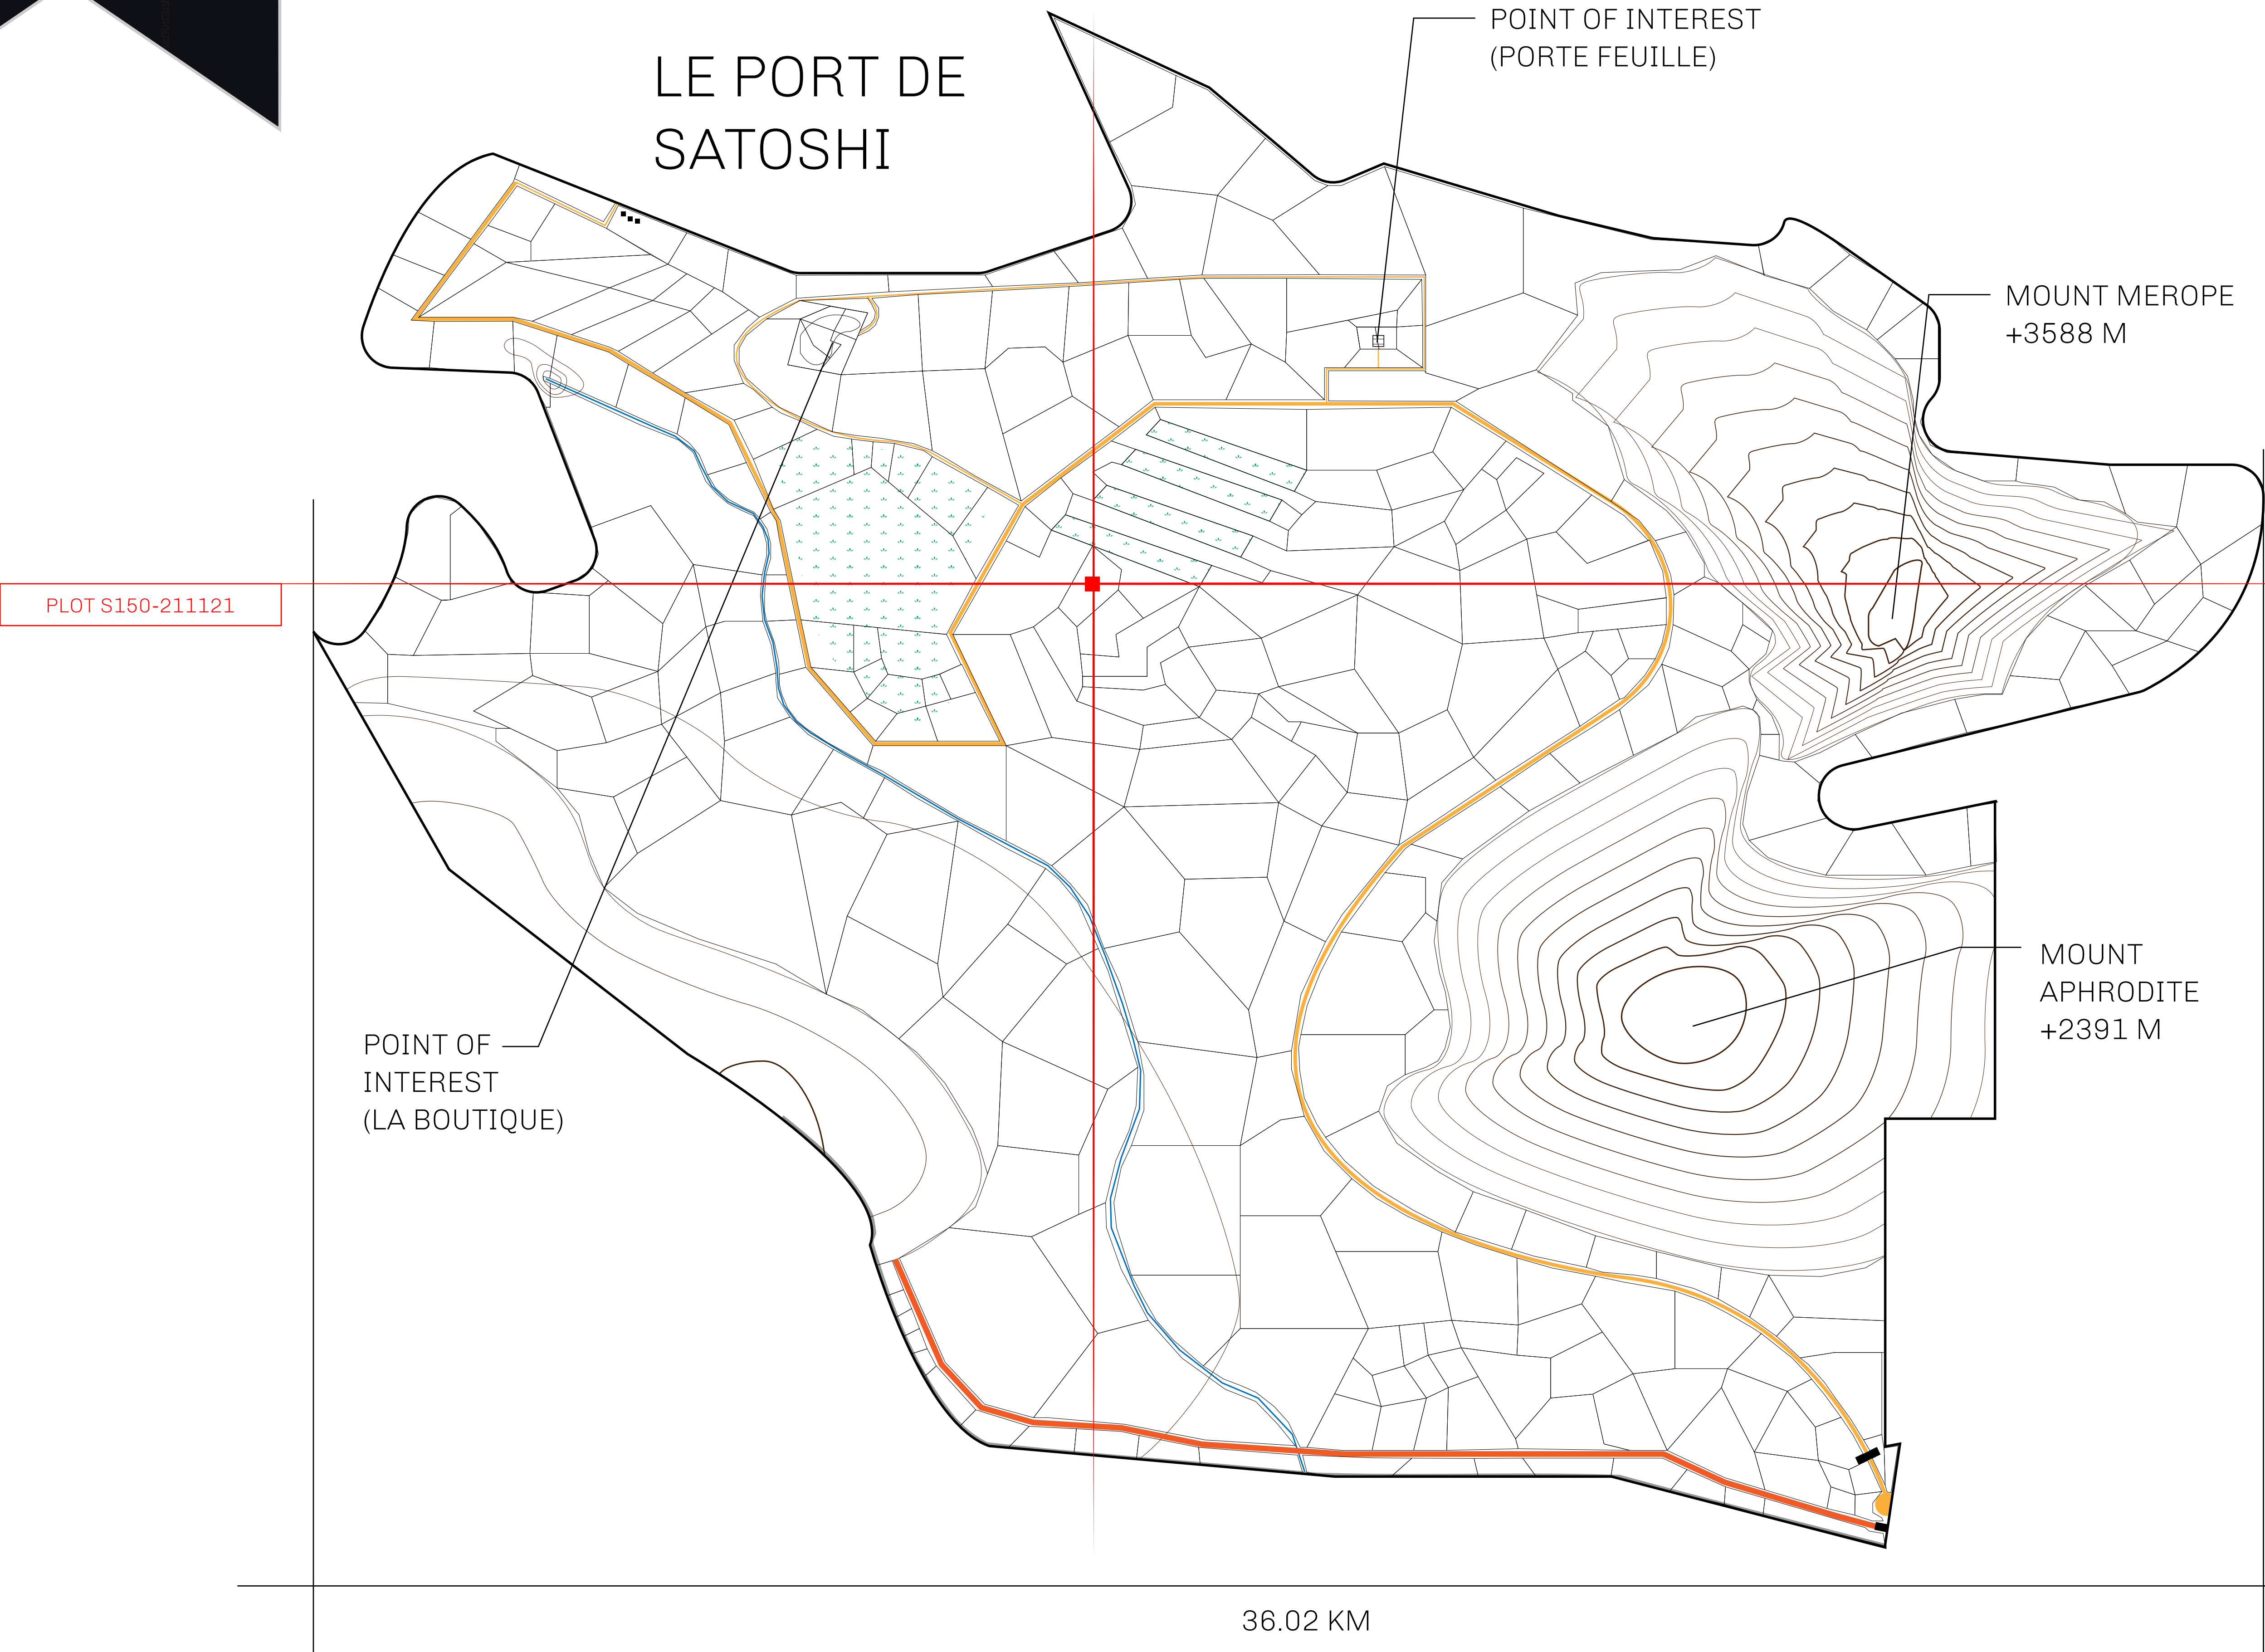 LE PORT DE
SATOSHI
POINT OF INTEREST
(PORTE FEUILLE)
MOUNT MEROPE
+3588 M
PLOT S150-211121
MOUNT
APHRODITE
+2391 M
POINT OF
INTEREST
(LA BOUTIQUE)
36.02 KM